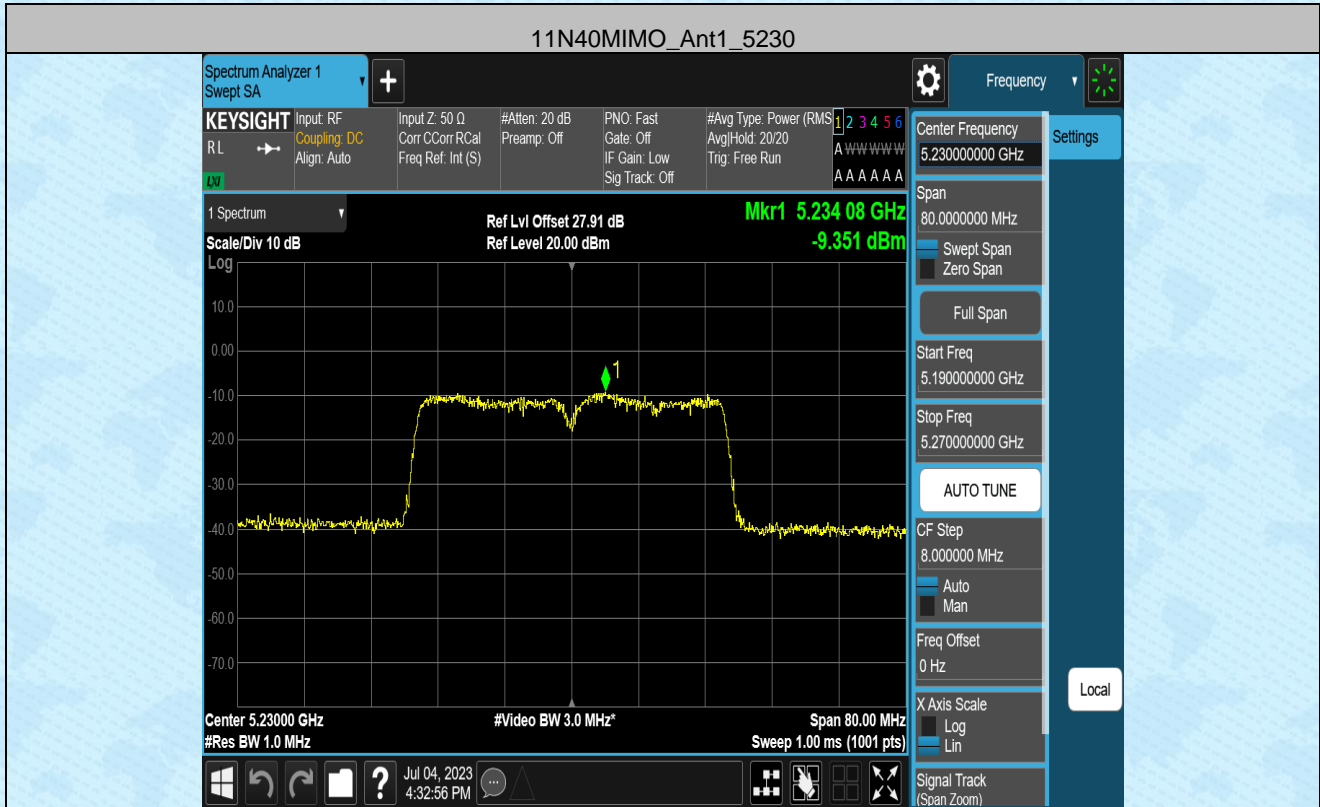 11N40MIMO_Ant1_5230
Spectrum Analyzer 1
Swept SA
+
Frequency
KEYSIGHT
R L
LXI
Input: RF
Coupling: DC
Align: Auto
Input Z: 50 Ω
Corr CCorr RCal
Freq Ref: Int (S)
#Atten: 20 dB
Preamp: Off
PNO: Fast
Gate: Off
IF Gain: Low
Sig Track: Off
#Avg Type: Power (RMS
Avg|Hold: 20/20
Trig: Free Run
1 2 3 4 5 6
A W W W W W
A A A A A A
1 Spectrum
Scale/Div 10 dB
Log
Ref Lvl Offset 27.91 dB
Ref Level 20.00 dBm
Mkr1 5.234 08 GHz
-9.351 dBm
10.0
0.00
-10.0
-20.0
-30.0
-40.0
-50.0
-60.0
-70.0
1
Center 5.23000 GHz
#Res BW 1.0 MHz
#Video BW 3.0 MHz*
Span 80.00 MHz
Sweep 1.00 ms (1001 pts)
Center Frequency
5.230000000 GHz
Settings
Span
80.0000000 MHz
Swept Span
Zero Span
Full Span
Start Freq
5.190000000 GHz
Stop Freq
5.270000000 GHz
AUTO TUNE
CF Step
8.000000 MHz
Auto
Man
Freq Offset
0 Hz
X Axis Scale
Log
Lin
Local
Signal Track
(Span Zoom)
?
Jul 04, 2023
4:32:56 PM